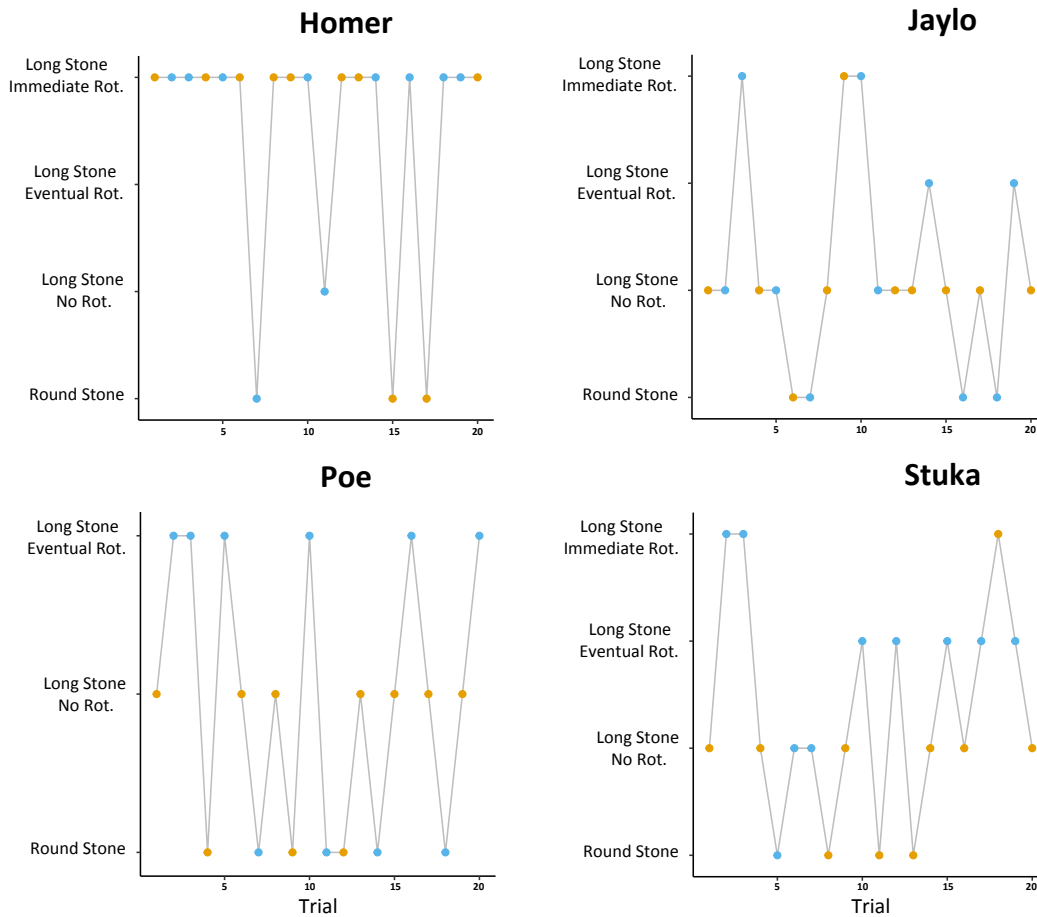 Homer
Long Stone
Immediate Rot.
Long Stone
Eventual Rot.
Long Stone
No Rot.
Round Stone
5
10
15
20
Jaylo
Long Stone
Immediate Rot.
Long Stone
Eventual Rot.
Long Stone
No Rot.
Round Stone
5
10
15
20
Poe
Long Stone
Eventual Rot.
Long Stone
No Rot.
Round Stone
5
10
15
20
Trial
Stuka
Long Stone
Immediate Rot.
Long Stone
Eventual Rot.
Long Stone
No Rot.
Round Stone
5
10
15
20
Trial